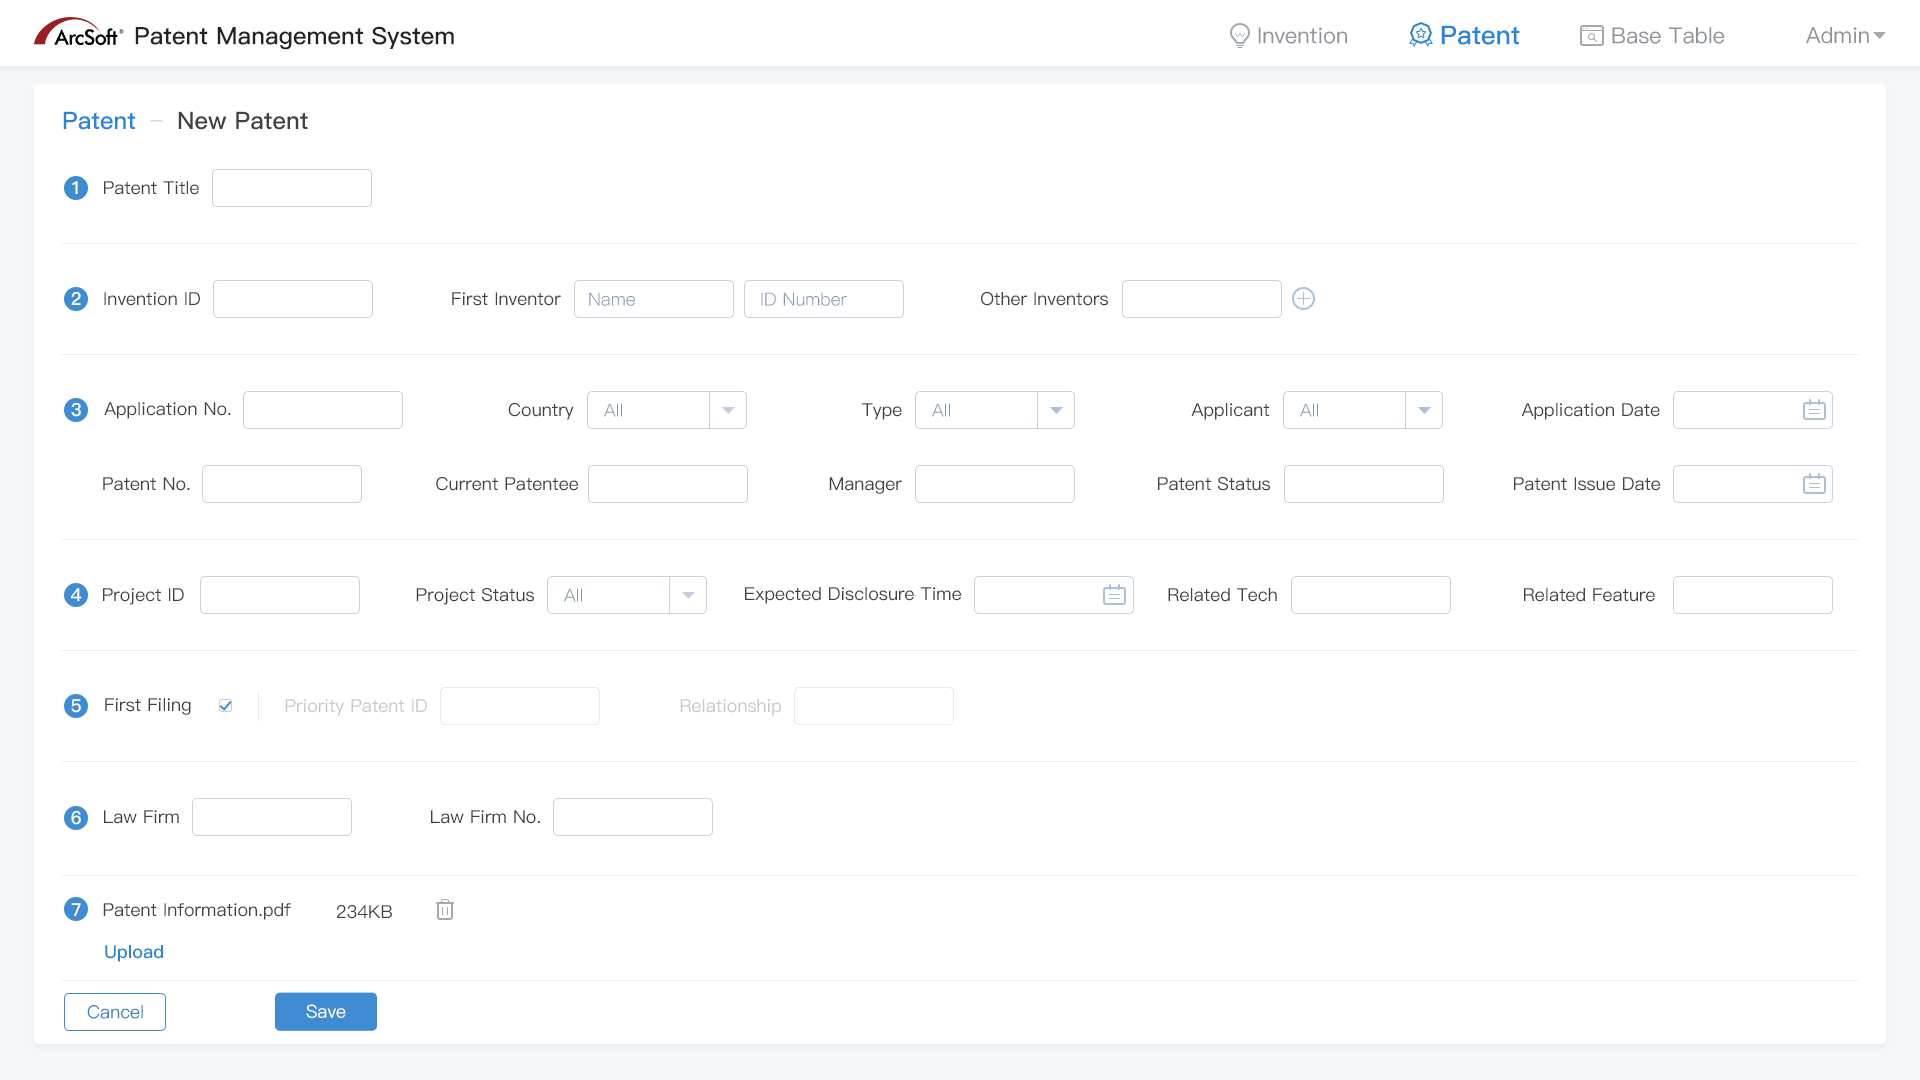 ArcSoft® Patent Management System
Invention
Patent
Base Table
Admin
Patent – New Patent
1 Patent Title
2 Invention ID First Inventor Name ID Number Other Inventors
3 Application No. Country All Type All Applicant All Application Date
Patent No. Current Patentee Manager Patent Status Patent Issue Date
4 Project ID Project Status All Expected Disclosure Time Related Tech Related Feature
5 First Filing Priority Patent ID Relationship
6 Law Firm Law Firm No.
7 Patent Information.pdf 234KB
Upload
Cancel Save